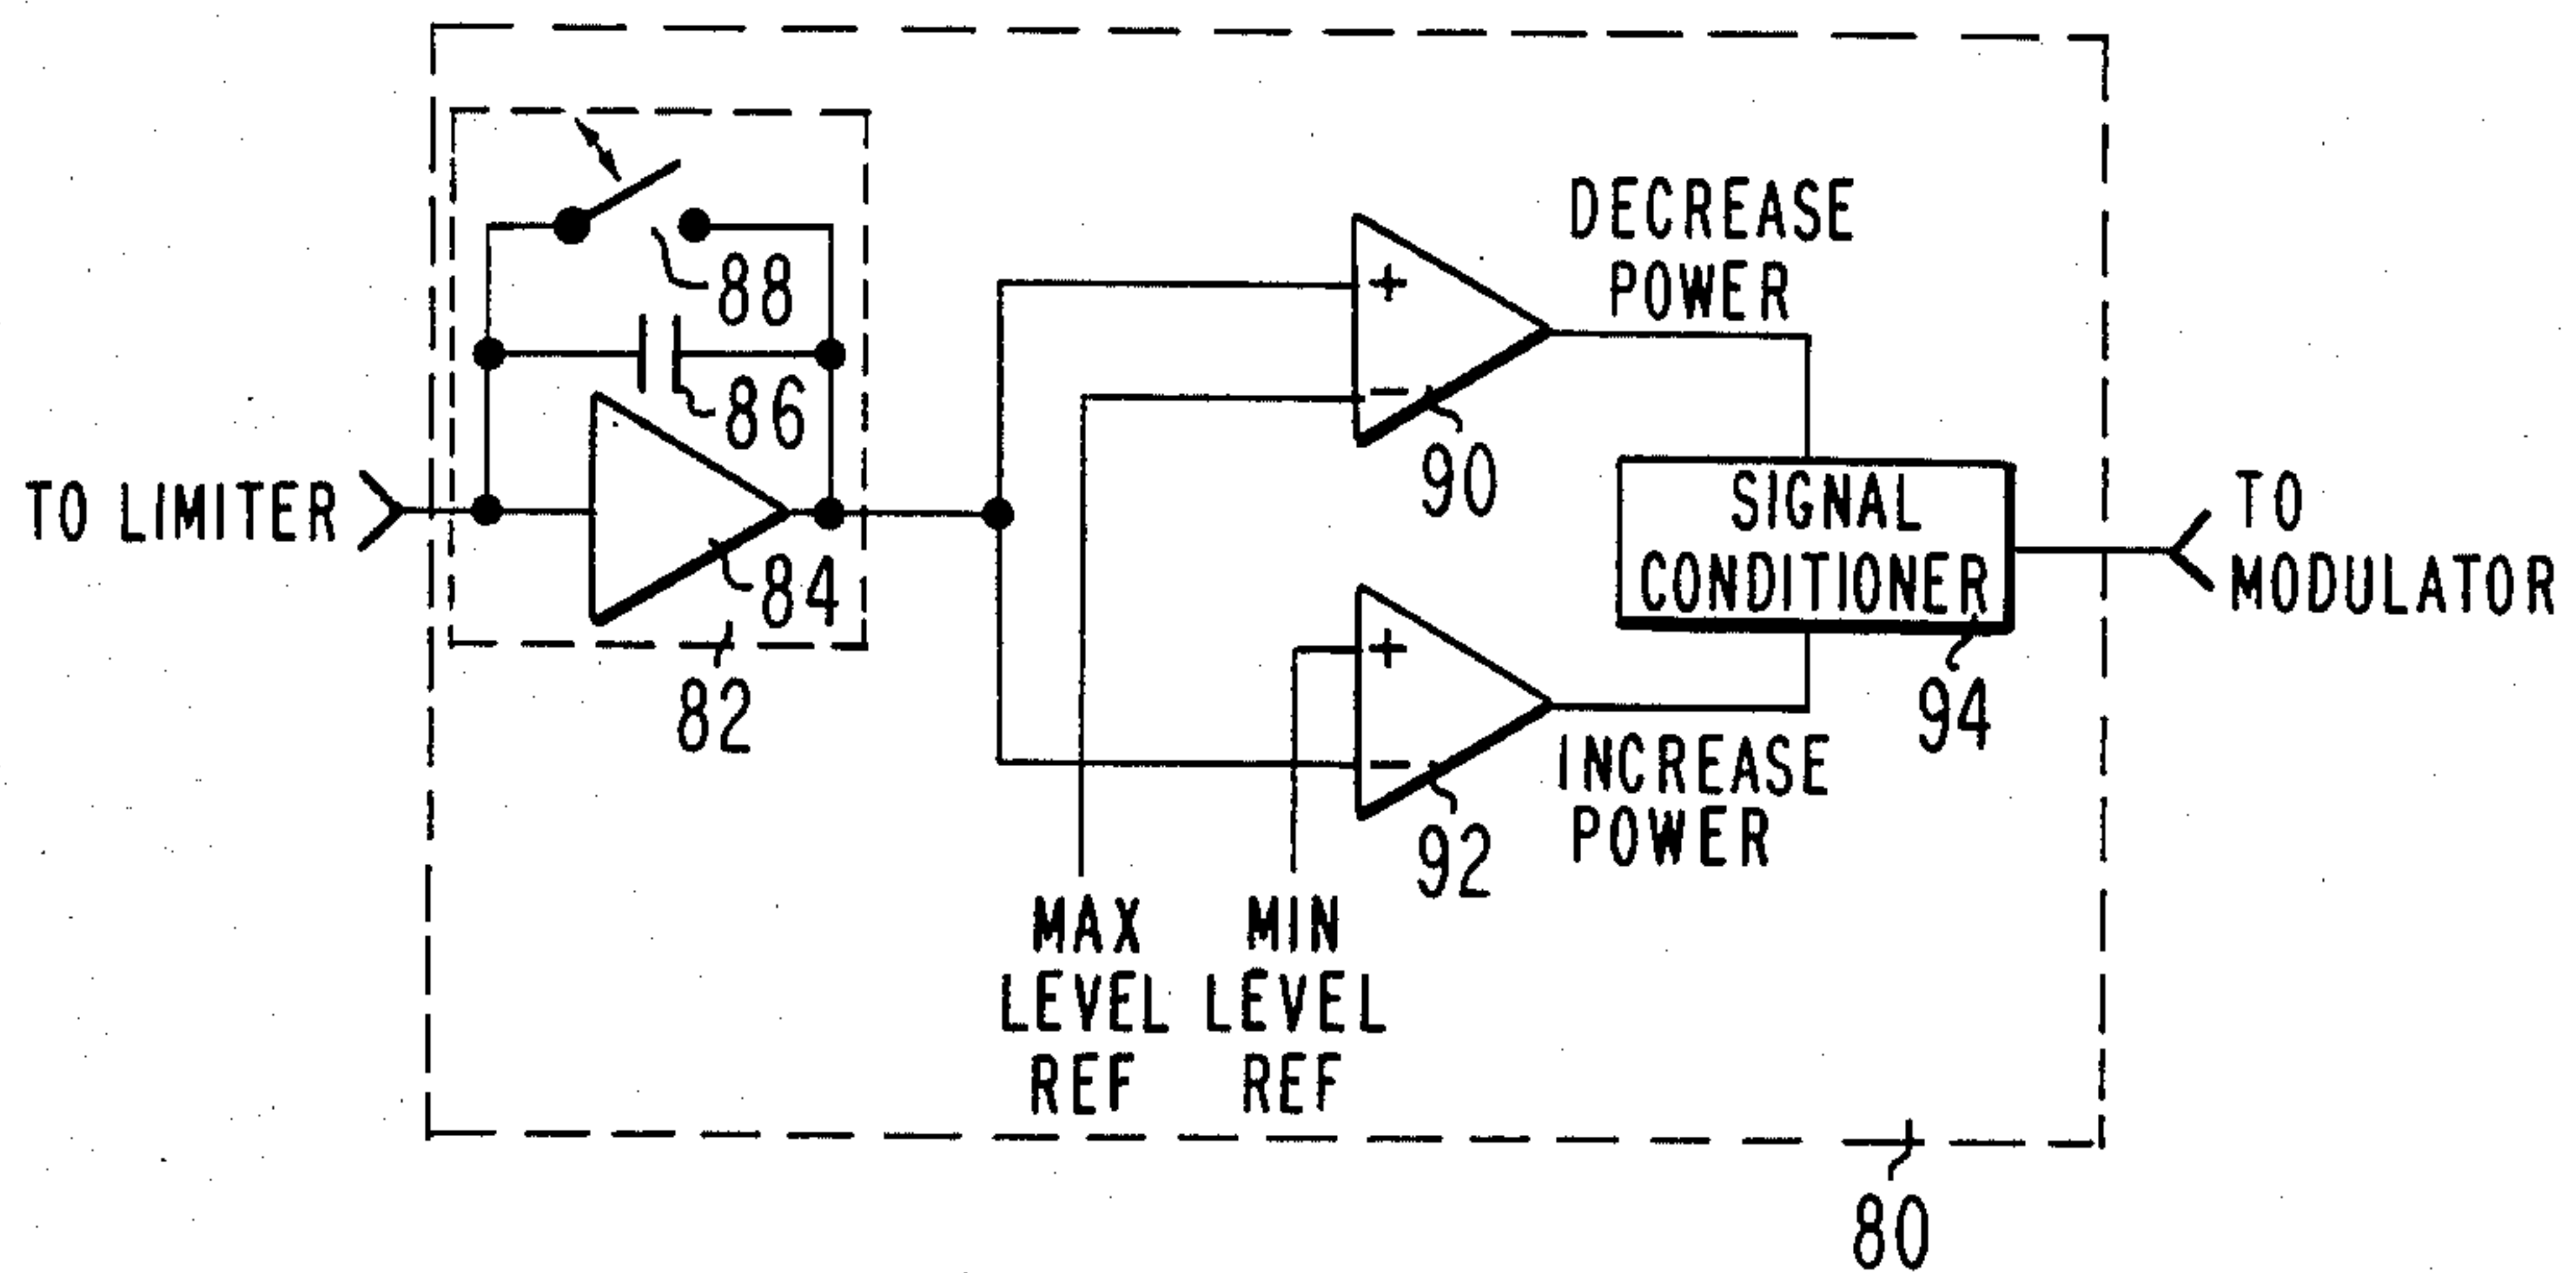 DECREASE
POWER
88
86
90
TO LIMITER
84
82
SIGNAL
CONDITIONER
94
TO
MODULATOR
+
−
+
−
INCREASE
POWER
92
MAX
LEVEL
REF
MIN
LEVEL
REF
80